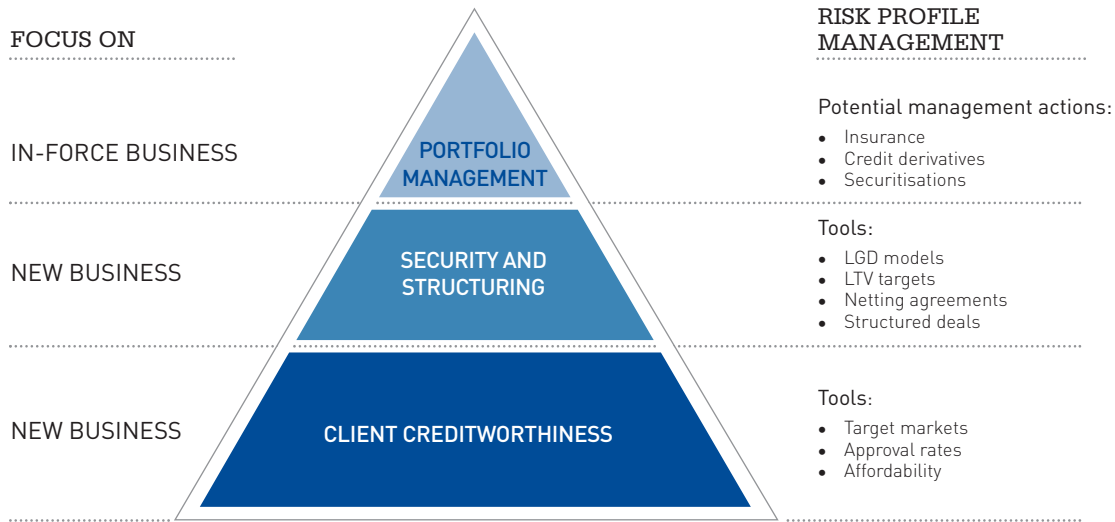 FOCUS ON
RISK PROFILE
MANAGEMENT
IN-FORCE BUSINESS
PORTFOLIO
MANAGEMENT
Potential management actions:
• Insurance
• Credit derivatives
• Securitisations
NEW BUSINESS
SECURITY AND
STRUCTURING
Tools:
• LGD models
• LTV targets
• Netting agreements
• Structured deals
NEW BUSINESS
CLIENT CREDITWORTHINESS
Tools:
• Target markets
• Approval rates
• Affordability